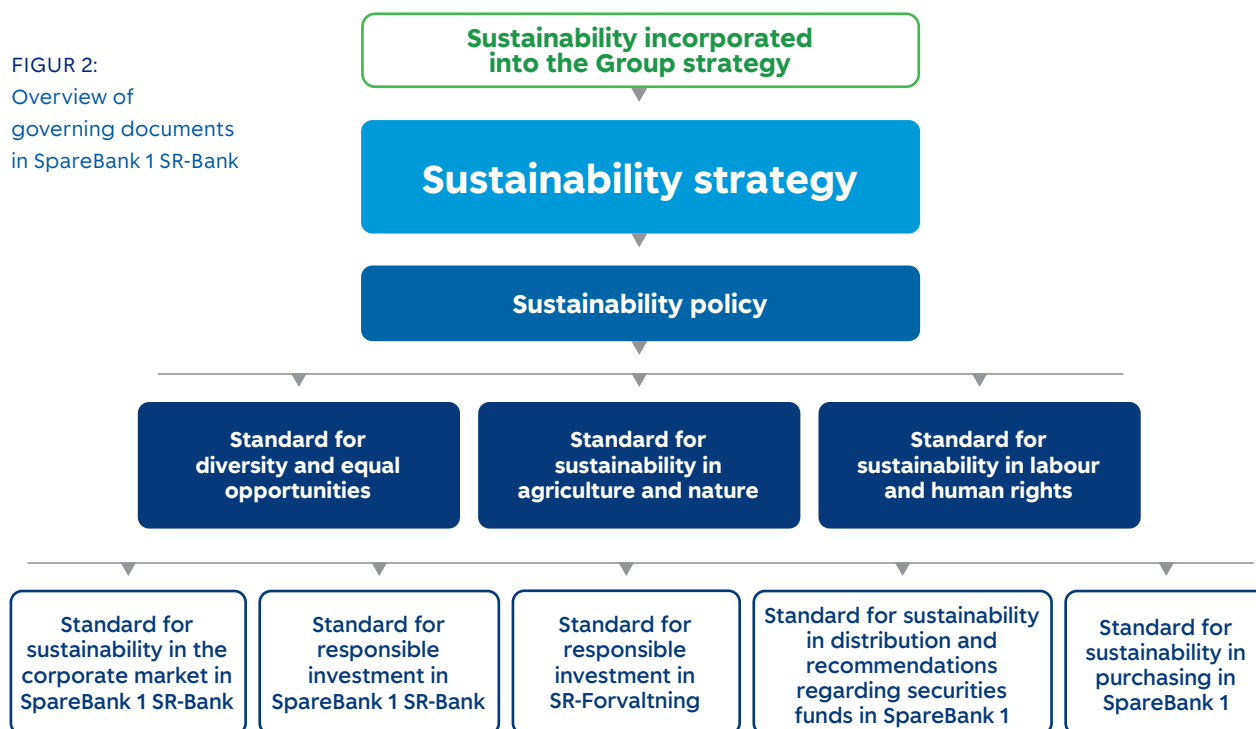 FIGUR 2:
Overview of
governing documents
in SpareBank 1 SR-Bank
Sustainability incorporated
into the Group strategy
Sustainability strategy
Sustainability policy
Standard for
diversity and equal
opportunities
Standard for
sustainability in
agriculture and nature
Standard for
sustainability in labour
and human rights
Standard for
sustainability in the
corporate market in
SpareBank 1 SR-Bank
Standard for
responsible
investment in
SpareBank 1 SR-Bank
Standard for
responsible
investment in
SR-Forvaltning
Standard for sustainability
in distribution and
recommendations
regarding securities
funds in SpareBank 1
Standard for
sustainability in
purchasing in
SpareBank 1